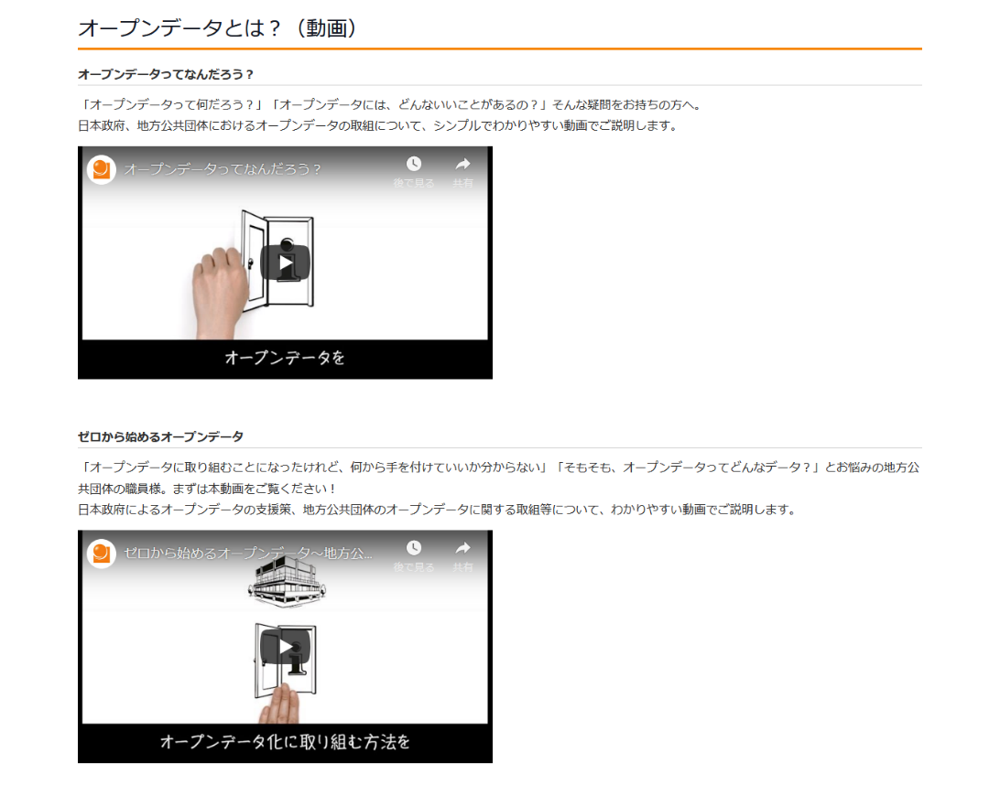 オープンデータとは？（動画）
オープンデータってなんだろう？
「オープンデータって何だろう？」「オープンデータには、どんないいことがあるの？」そんな疑問をお持ちの方へ。
日本政府、地方公共団体におけるオープンデータの取組について、シンプルでわかりやすい動画でご説明します。
オープンデータってなんだろう？
後で見る 共有
オープンデータを
ゼロから始めるオープンデータ
「オープンデータに取り組むことになったけれど、何から手を付けていいか分からない」「そもそも、オープンデータってどんなデータ？」とお悩みの地方公
共団体の職員様。まずは本動画をご覧ください！
日本政府によるオープンデータの支援策、地方公共団体のオープンデータに関する取組等について、わかりやすい動画でご説明します。
ゼロから始めるオープンデータ～地方公...
後で見る 共有
オープンデータ化に取り組む方法を